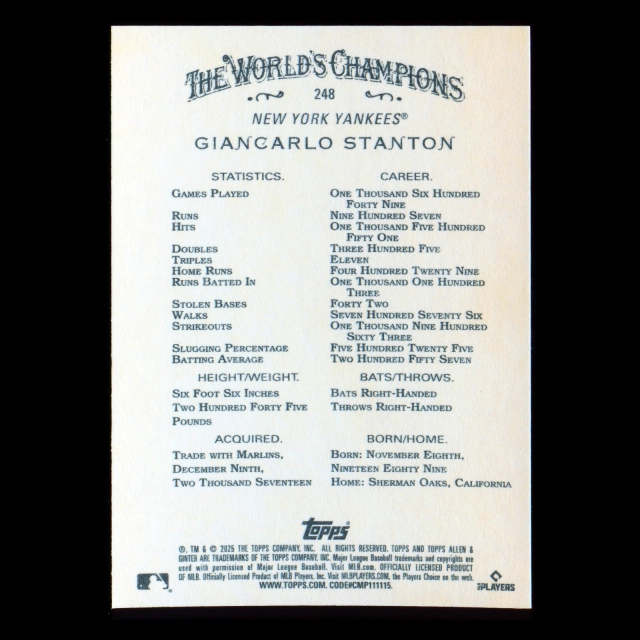 THE WORLD'S CHAMPIONS
248
NEW YORK YANKEES®
GIANCARLO STANTON
STATISTICS. CAREER.
GAMES PLAYED ONE THOUSAND SIX HUNDRED
FORTY NINE
RUNS NINE HUNDRED SEVEN
HITS ONE THOUSAND FIVE HUNDRED
FIFTY ONE
DOUBLES THREE HUNDRED FIVE
TRIPLES ELEVEN
HOME RUNS FOUR HUNDRED TWENTY NINE
RUNS BATTED IN ONE THOUSAND ONE HUNDRED
THREE
STOLEN BASES FORTY TWO
WALKS SEVEN HUNDRED SEVENTY SIX
STRIKEOUTS ONE THOUSAND NINE HUNDRED
SIXTY THREE
SLUGGING PERCENTAGE FIVE HUNDRED TWENTY FIVE
BATTING AVERAGE TWO HUNDRED FIFTY SEVEN
HEIGHT/WEIGHT. BATS/THROWS.
SIX FOOT SIX INCHES BATS RIGHT-HANDED
TWO HUNDRED FORTY FIVE THROWS RIGHT-HANDED
POUNDS
ACQUIRED. BORN/HOME.
TRADE WITH MARLINS, BORN: NOVEMBER EIGHTH,
DECEMBER NINTH, NINETEEN EIGHTY NINE
TWO THOUSAND SEVENTEEN HOME: SHERMAN OAKS, CALIFORNIA
Topps®
®, TM & © 2025 THE TOPPS COMPANY, INC. ALL RIGHTS RESERVED. TOPPS AND TOPPS ALLEN &
GINTER ARE TRADEMARKS OF THE TOPPS COMPANY, INC. Major League Baseball trademarks and copyrights are
used with permission of Major League Baseball. Visit MLB.com. OFFICIALLY LICENSED PRODUCT
OF MLB. Officially Licensed Product of MLB Players, Inc. Visit MLBPLAYERS.COM, the Players Choice on the web.
WWW.TOPPS.COM. CODE#CMP111115.
MLB PLAYERS